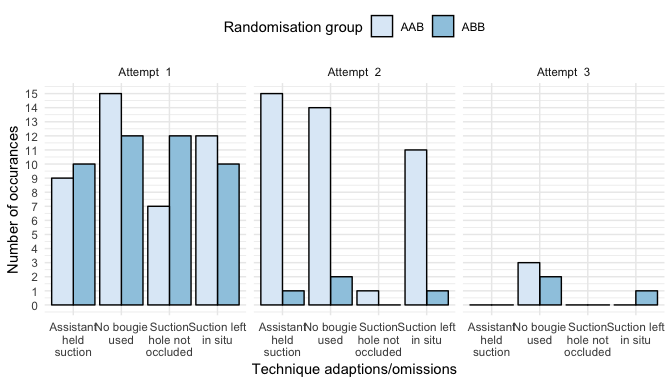 Randomisation group AAB ABB
Attempt 1 Attempt 2 Attempt 3
15
14
13
12
11
10
9
8
7
6
5
4
3
2
1
0
Number of occurances
Assistant No bougie Suction Suction left Assistant No bougie Suction Suction left Assistant No bougie Suction Suction left
held used hole not in situ held used hole not in situ held used hole not in situ
suction occluded suction occluded suction occluded
Technique adaptions/omissions